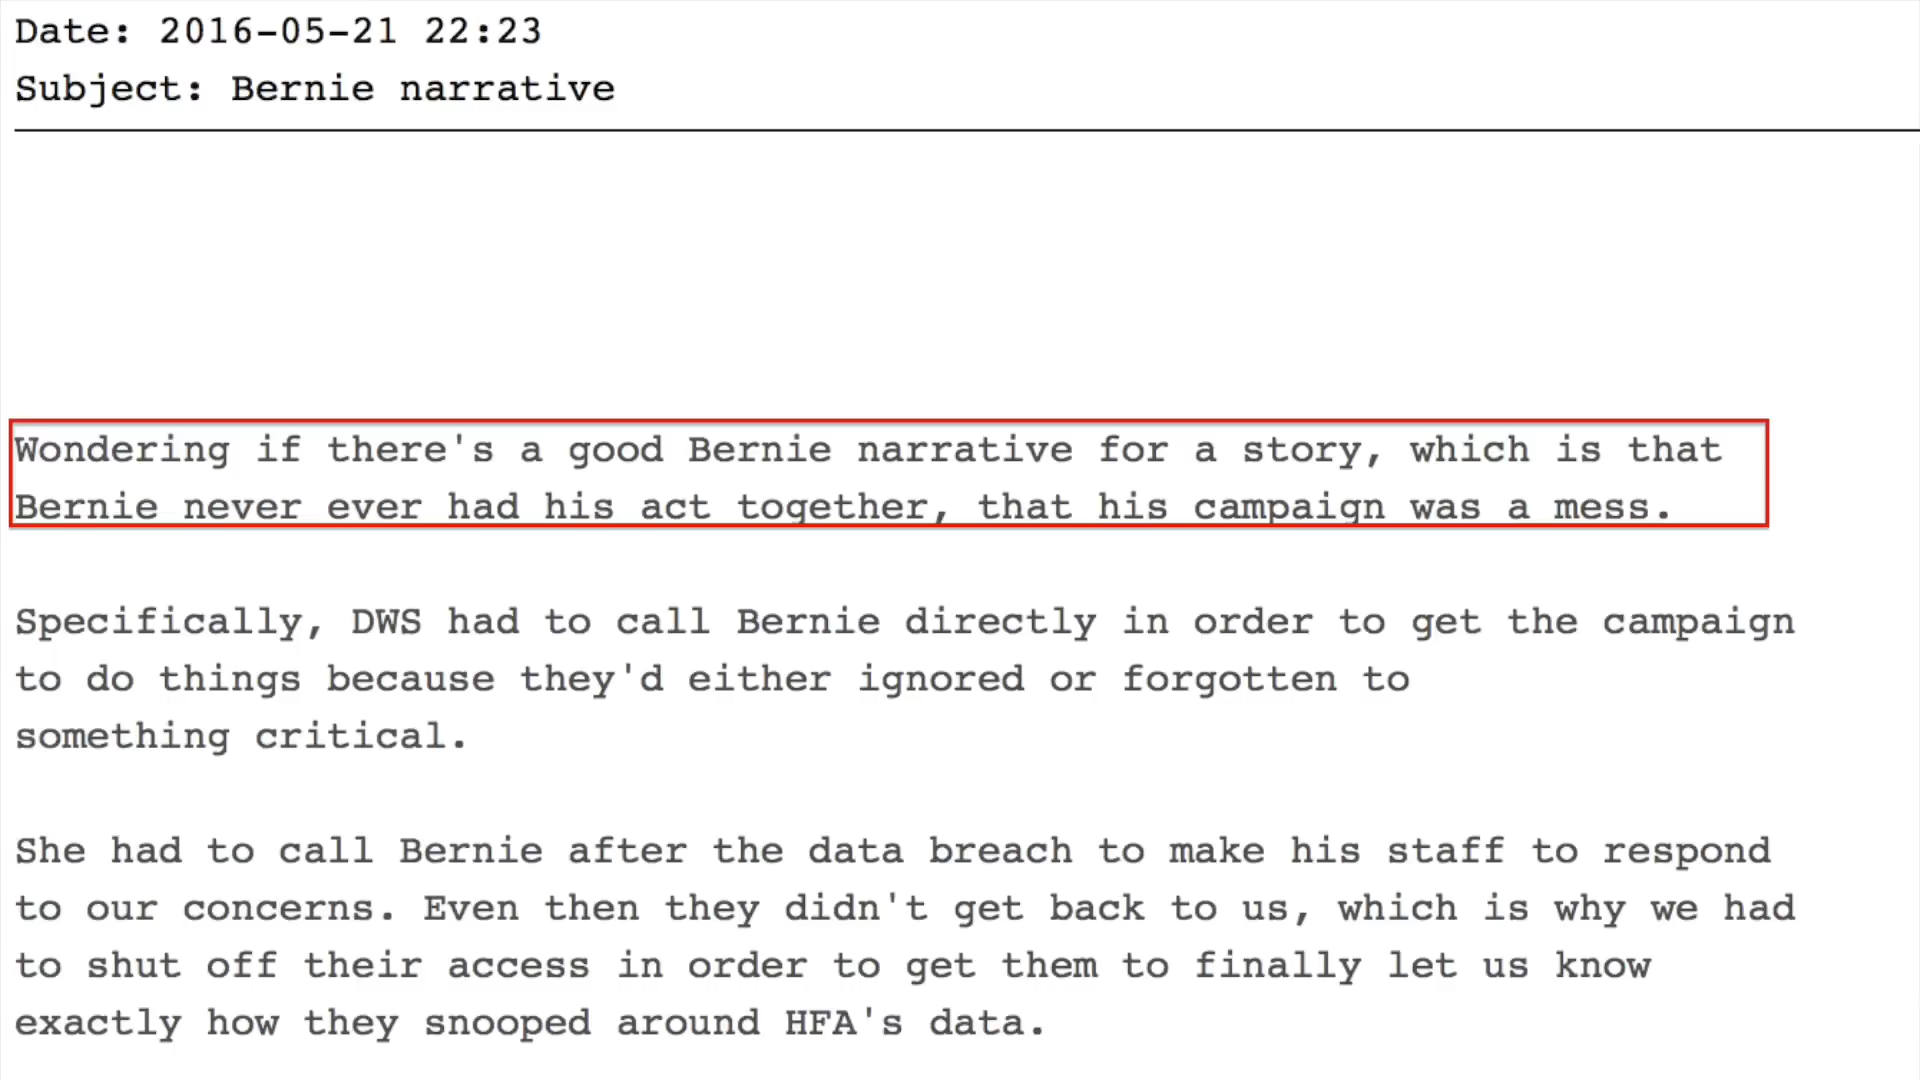 Date: 2016-05-21 22:23
Subject: Bernie narrative
Wondering if there's a good Bernie narrative for a story, which is that
Bernie never ever had his act together, that his campaign was a mess.
Specifically, DWS had to call Bernie directly in order to get the campaign
to do things because they'd either ignored or forgotten to
something critical.
She had to call Bernie after the data breach to make his staff to respond
to our concerns. Even then they didn't get back to us, which is why we had
to shut off their access in order to get them to finally let us know
exactly how they snooped around HFA's data.